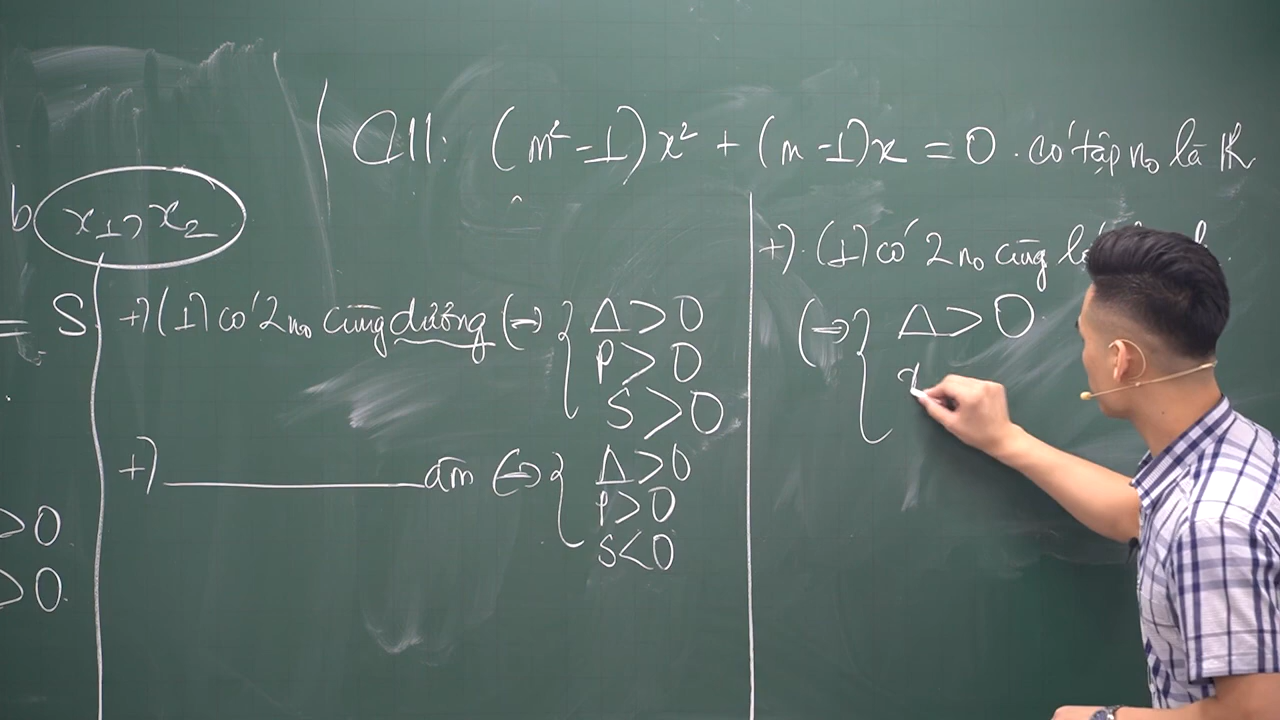 C11: (m² - 1)x² + (m - 1)x = 0. có tập no là ℝ
b x₁, x₂
= S
+) (1) có 2 no cùng dương (=) { Δ > 0
P > 0
S > 0
+) ________ âm (=) { Δ > 0
P > 0
S < 0
> 0
> 0.
+). (1) có 2 no cùng
(=) { Δ > 0
x